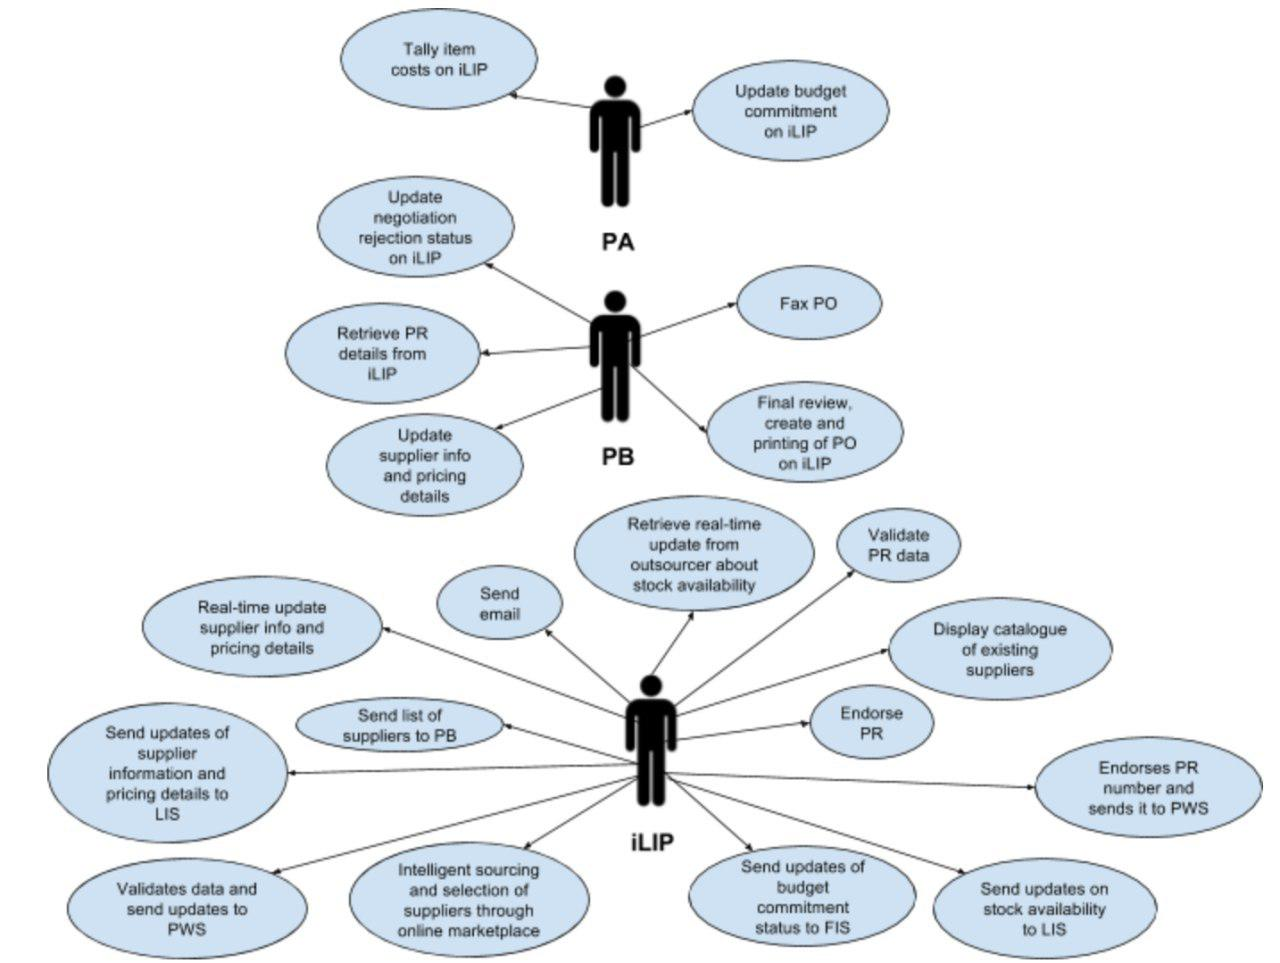 Tally item
costs on iLIP
Update budget
commitment
on iLIP
Update
negotiation
rejection status
on iLIP
PA
Fax PO
Retrieve PR
details from
iLIP
Final review,
create and
printing of PO
on iLIP
Update
supplier info
and pricing
details
PB
Retrieve real-time
update from
outsourcer about
stock availability
Validate
PR data
Send
email
Real-time update
supplier info and
pricing details
Display catalogue
of existing
suppliers
Endorse
PR
Send list of
suppliers to PB
Send updates of
supplier
information and
pricing details to
LIS
Endorses PR
number and
sends it to PWS
iLIP
Validates data and
send updates to
PWS
Intelligent sourcing
and selection of
suppliers through
online marketplace
Send updates of
budget
commitment
status to FIS
Send updates on
stock availability
to LIS